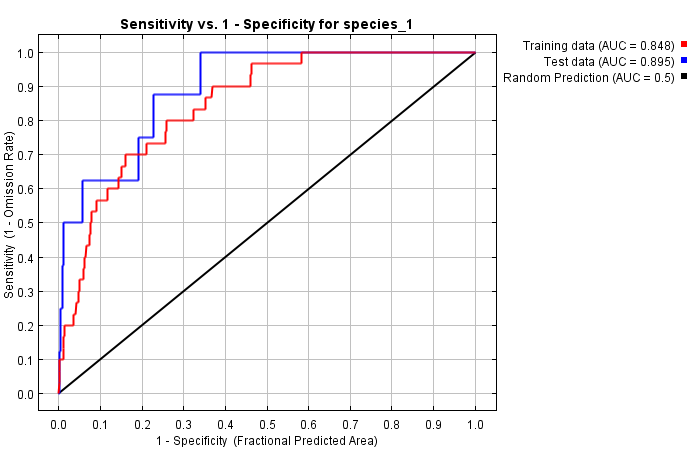 Sensitivity vs. 1 - Specificity for species_1
Training data (AUC = 0.848)
Test data (AUC = 0.895)
Random Prediction (AUC = 0.5)
Sensitivity (1 - Omission Rate)
1.0
0.9
0.8
0.7
0.6
0.5
0.4
0.3
0.2
0.1
0.0
0.0 0.1 0.2 0.3 0.4 0.5 0.6 0.7 0.8 0.9 1.0
1 - Specificity (Fractional Predicted Area)